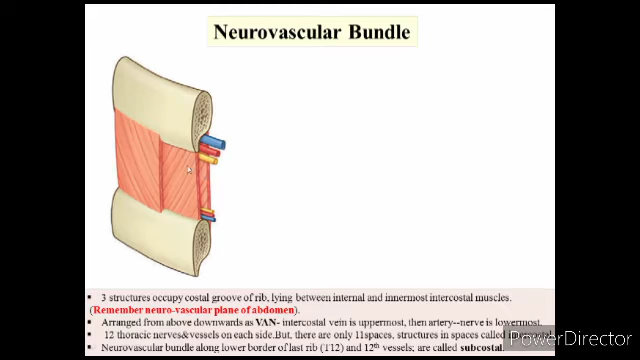 Neurovascular Bundle
3 structures occupy costal groove of rib, lying between internal and innermost intercostal muscles.
(Remember neuro-vascular plane of abdomen).
Arranged from above downwards as VAN- intercostal vein is uppermost, then artery--nerve is lowermost.
12 thoracic nerves&vessels on each side.But, there are only 11spaces, structures in spaces called intercostal
Neurovascular bundle along lower border of last rib (T12) and 12th vessels; are called subcostal.
PowerDirector